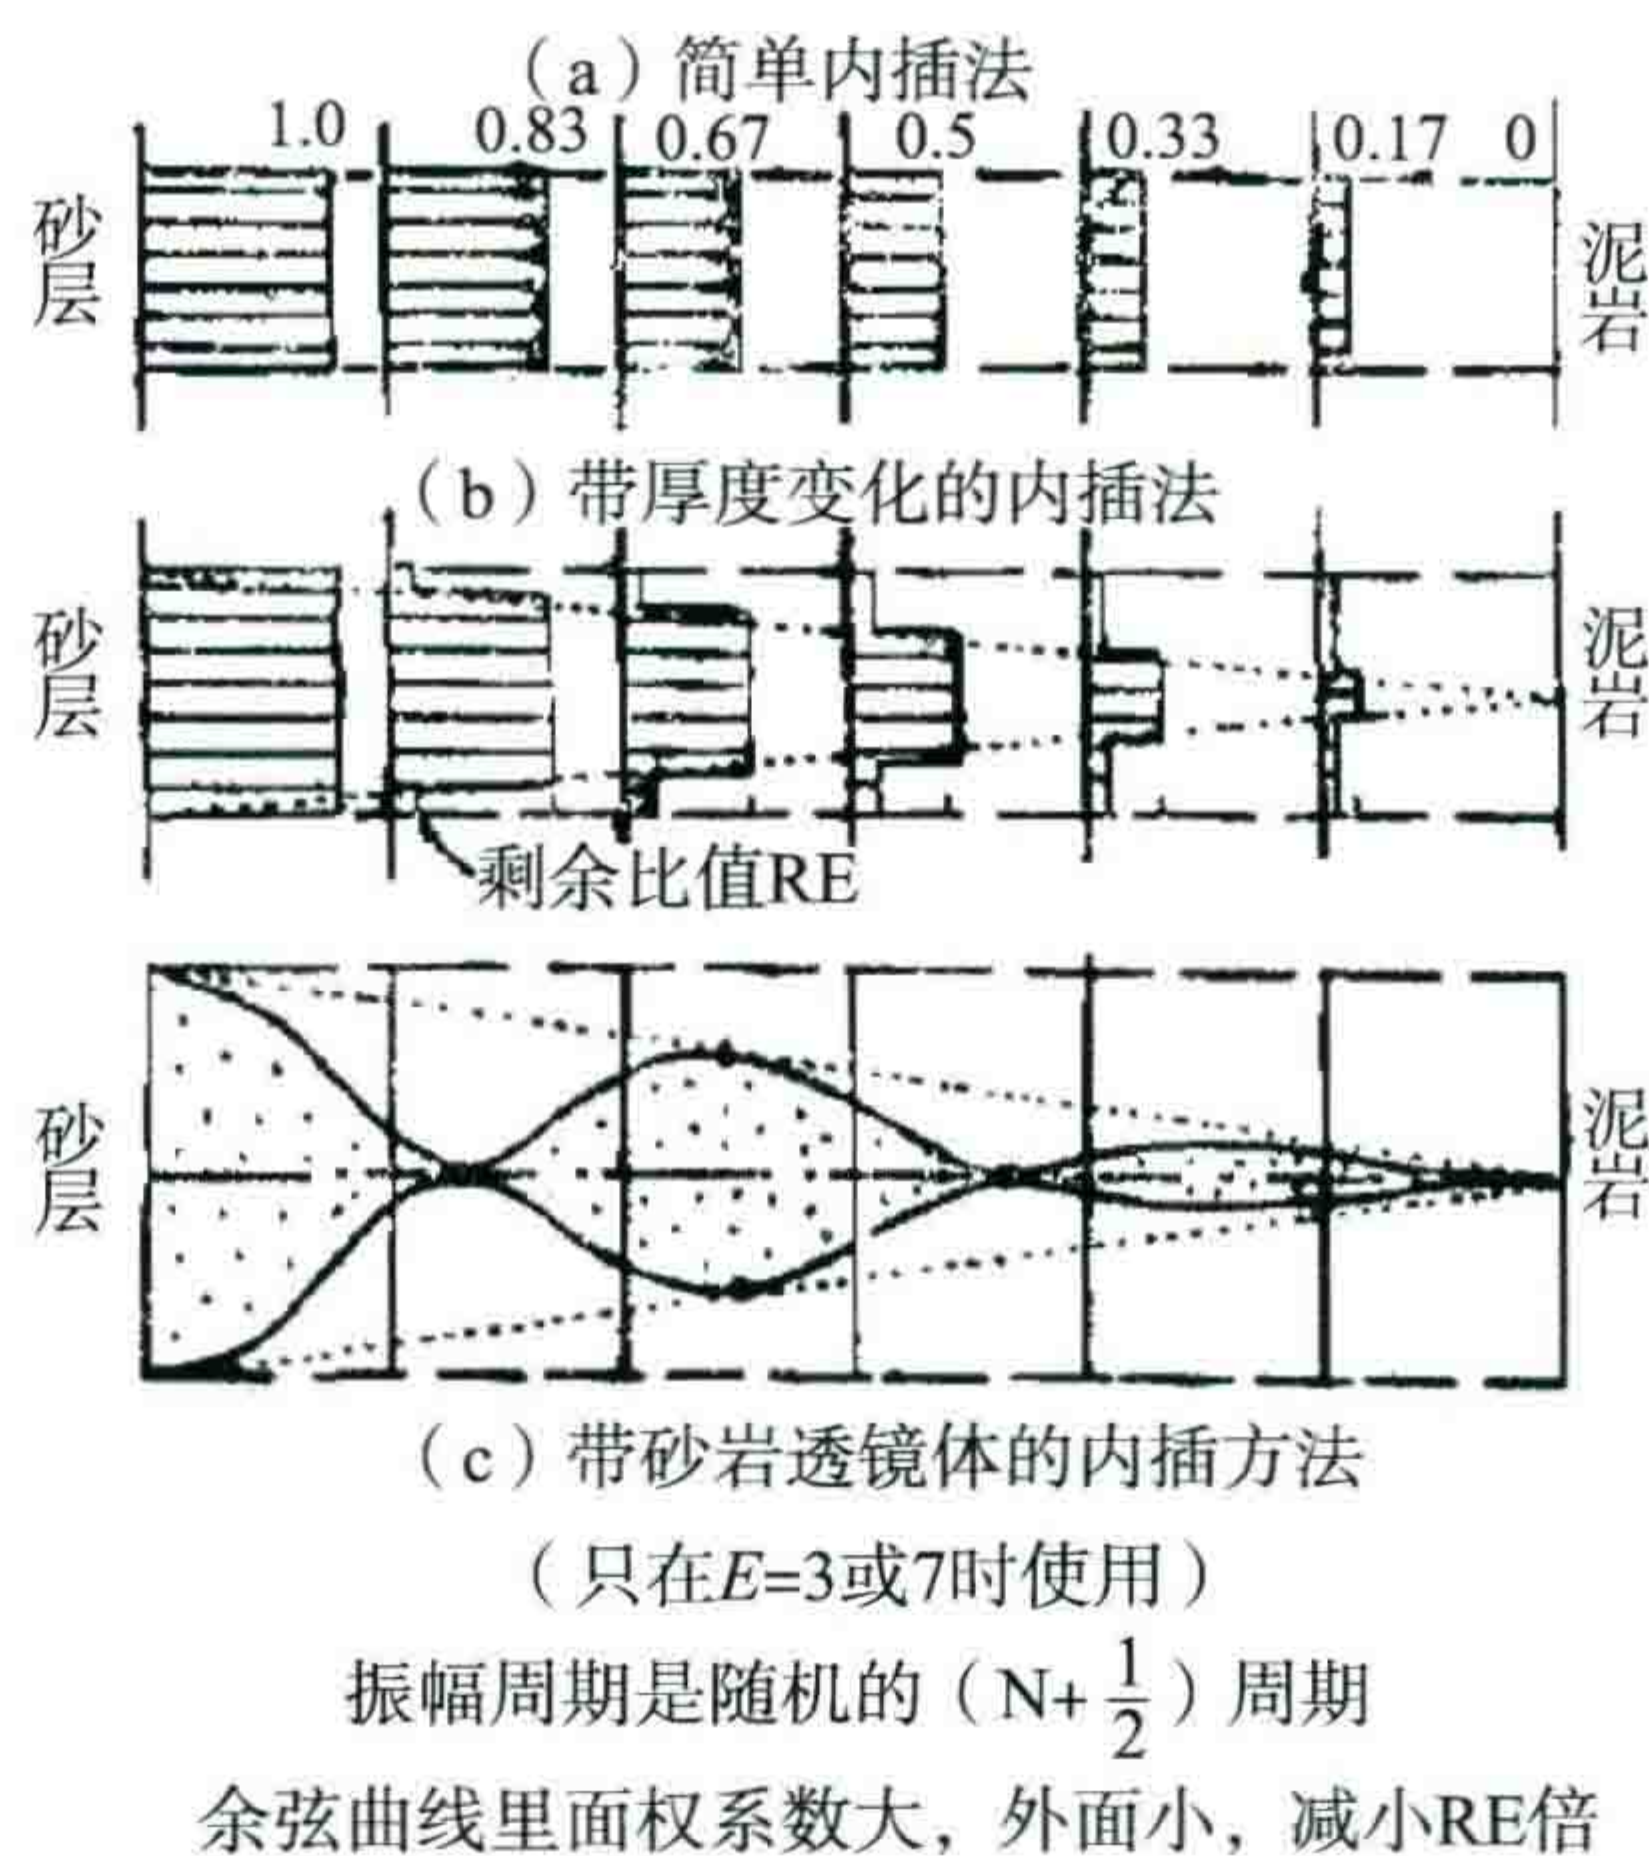 （a）简单内插法
1.0 0.83 0.67 0.5 0.33 0.17 0
砂层
泥岩
（b）带厚度变化的内插法
砂层
泥岩
剩余比值RE
砂层
泥岩
（c）带砂岩透镜体的内插方法
（只在E=3或7时使用）
振幅周期是随机的（N+1/2）周期
余弦曲线里面权系数大，外面小，减小RE倍